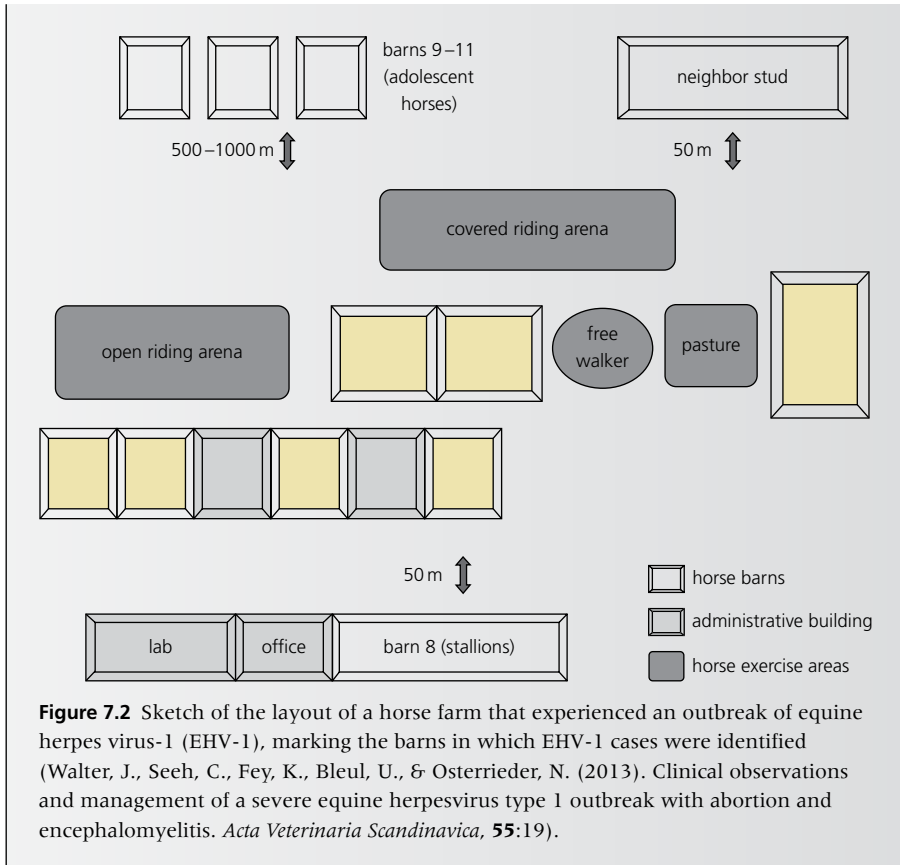 barns 9–11
(adolescent
horses)
neighbor stud
500–1000 m
50 m
covered riding arena
open riding arena
free
walker
pasture
50 m
horse barns
administrative building
horse exercise areas
lab
office
barn 8 (stallions)
Figure 7.2 Sketch of the layout of a horse farm that experienced an outbreak of equine
herpes virus-1 (EHV-1), marking the barns in which EHV-1 cases were identified
(Walter, J., Seeh, C., Fey, K., Bleul, U., & Osterrieder, N. (2013). Clinical observations
and management of a severe equine herpesvirus type 1 outbreak with abortion and
encephalomyelitis. Acta Veterinaria Scandinavica, 55:19).